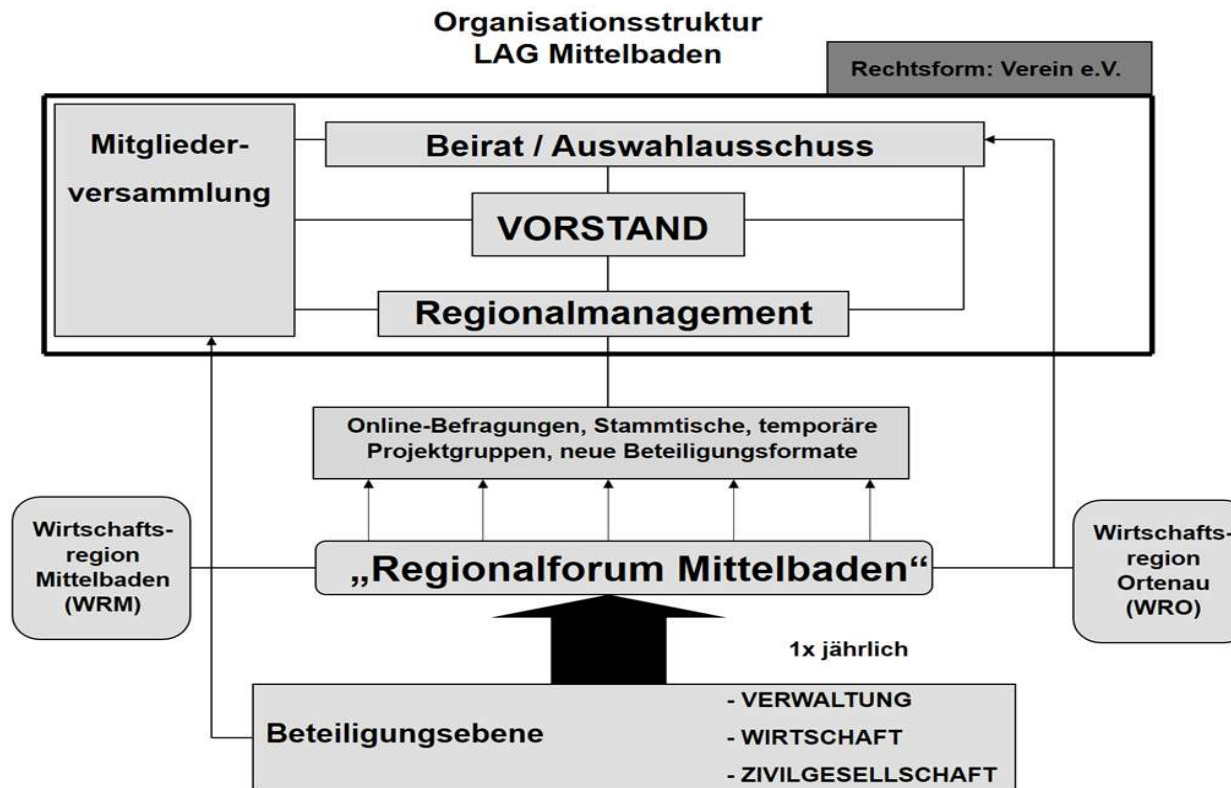 Organisationsstruktur
LAG Mittelbaden
Rechtsform: Verein e.V.
Mitglieder-
versammlung
Beirat / Auswahlausschuss
VORSTAND
Regionalmanagement
Online-Befragungen, Stammtische, temporäre
Projektgruppen, neue Beteiligungsformate
Wirtschafts-
region
Mittelbaden
(WRM)
„Regionalforum Mittelbaden“
Wirtschafts-
region
Ortenau
(WRO)
1x jährlich
Beteiligungsebene
- VERWALTUNG
- WIRTSCHAFT
- ZIVILGESELLSCHAFT